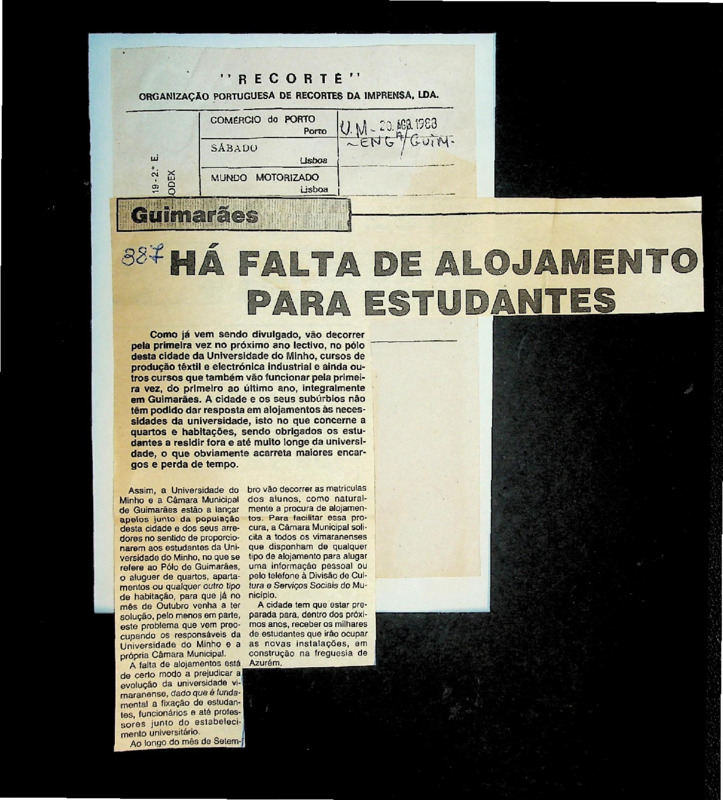 "RECORTE"
ORGANIZAÇÃO PORTUGUESA DE RECORTES DA IMPRENSA, LDA.
COMÉRCIO do PORTO
Porto
SÁBADO
Lisboa
MUNDO MOTORIZADO
Lisboa
19-2.º E.
ODEX
U.M - 20 AGO. 1988
~ENGª/GUIM-
Guimarães
387
HÁ FALTA DE ALOJAMENTO
PARA ESTUDANTES
Como já vem sendo divulgado, vão decorrer
pela primeira vez no próximo ano lectivo, no pólo
desta cidade da Universidade do Minho, cursos de
produção têxtil e electrónica industrial e ainda ou-
tros cursos que também vão funcionar pela primei-
ra vez, do primeiro ao último ano, integralmente
em Guimarães. A cidade e os seus subúrbios não
têm podido dar resposta em alojamentos às neces-
sidades da universidade, isto no que concerne a
quartos e habitações, sendo obrigados os estu-
dantes a residir fora e até muito longe da universi-
dade, o que obviamente acarreta maiores encar-
gos e perda de tempo.
Assim, a Universidade do
Minho e a Câmara Municipal
de Guimarães estão a lançar
apelos junto da população
desta cidade e dos seus arre-
dores no sentido de proporcio-
narem aos estudantes da Uni-
versidade do Minho, no que se
refere ao Pólo de Guimarães,
o aluguer de quartos, aparta-
mentos ou qualquer outro tipo
de habitação, para que já no
mês de Outubro venha a ter
solução, pelo menos em parte,
este problema que vem preo-
cupando os responsáveis da
Universidade do Minho e a
própria Câmara Municipal.
A falta de alojamentos está
de certo modo a prejudicar a
evolução da universidade vi-
maranense, dado que é funda-
mental a fixação de estudan-
tes, funcionários e até profes-
sores junto do estabeleci-
mento universitário.
Ao longo do mês de Setem-
bro vão decorrer as matrículas
dos alunos, como natural-
mente a procura de alojamen-
tos. Para facilitar essa pro-
cura, a Câmara Municipal soli-
cita a todos os vimaranenses
que disponham de qualquer
tipo de alojamento para alugar
uma informação pessoal ou
pelo telefone à Divisão de Cul-
tura e Serviços Sociais do Mu-
nicípio.
A cidade tem que estar pre-
parada para, dentro dos próxi-
mos anos, receber os milhares
de estudantes que irão ocupar
as novas instalações, em
construção na freguesia de
Azurém.